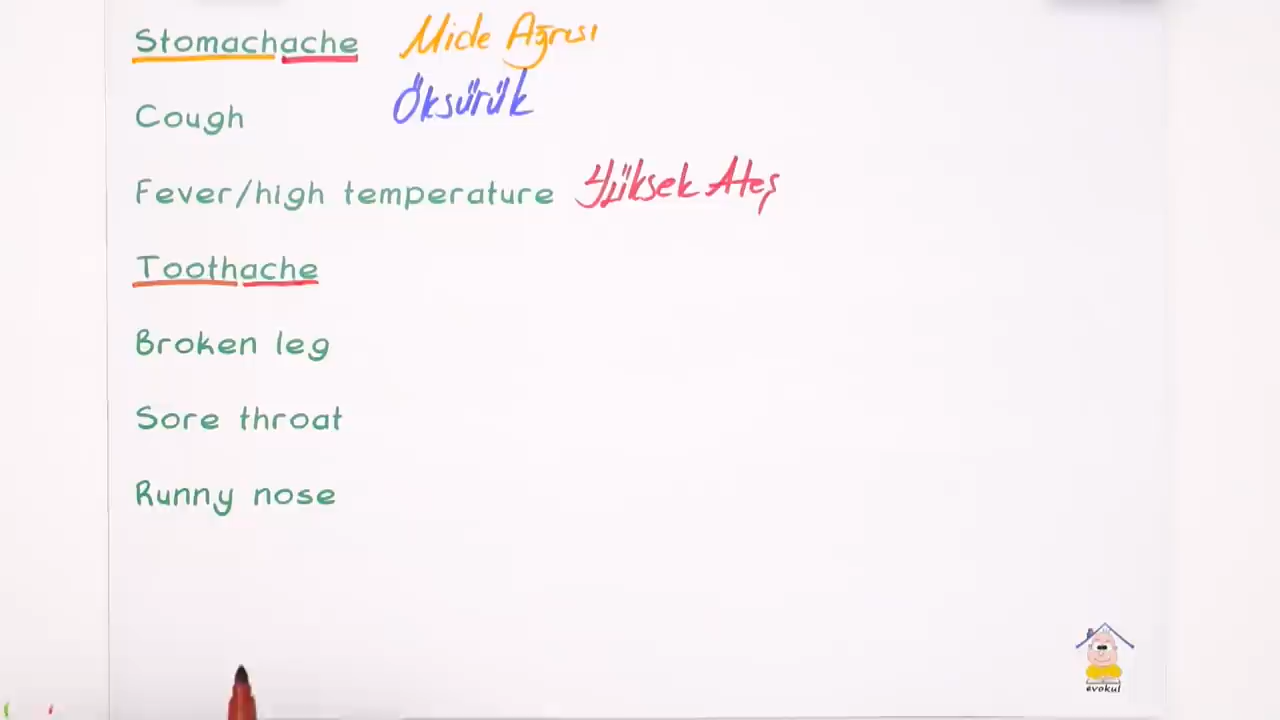 Stomachache Mide Ağrısı
Cough Öksürük
Fever/high temperature Yüksek Ateş
Toothache
Broken leg
Sore throat
Runny nose
evokul